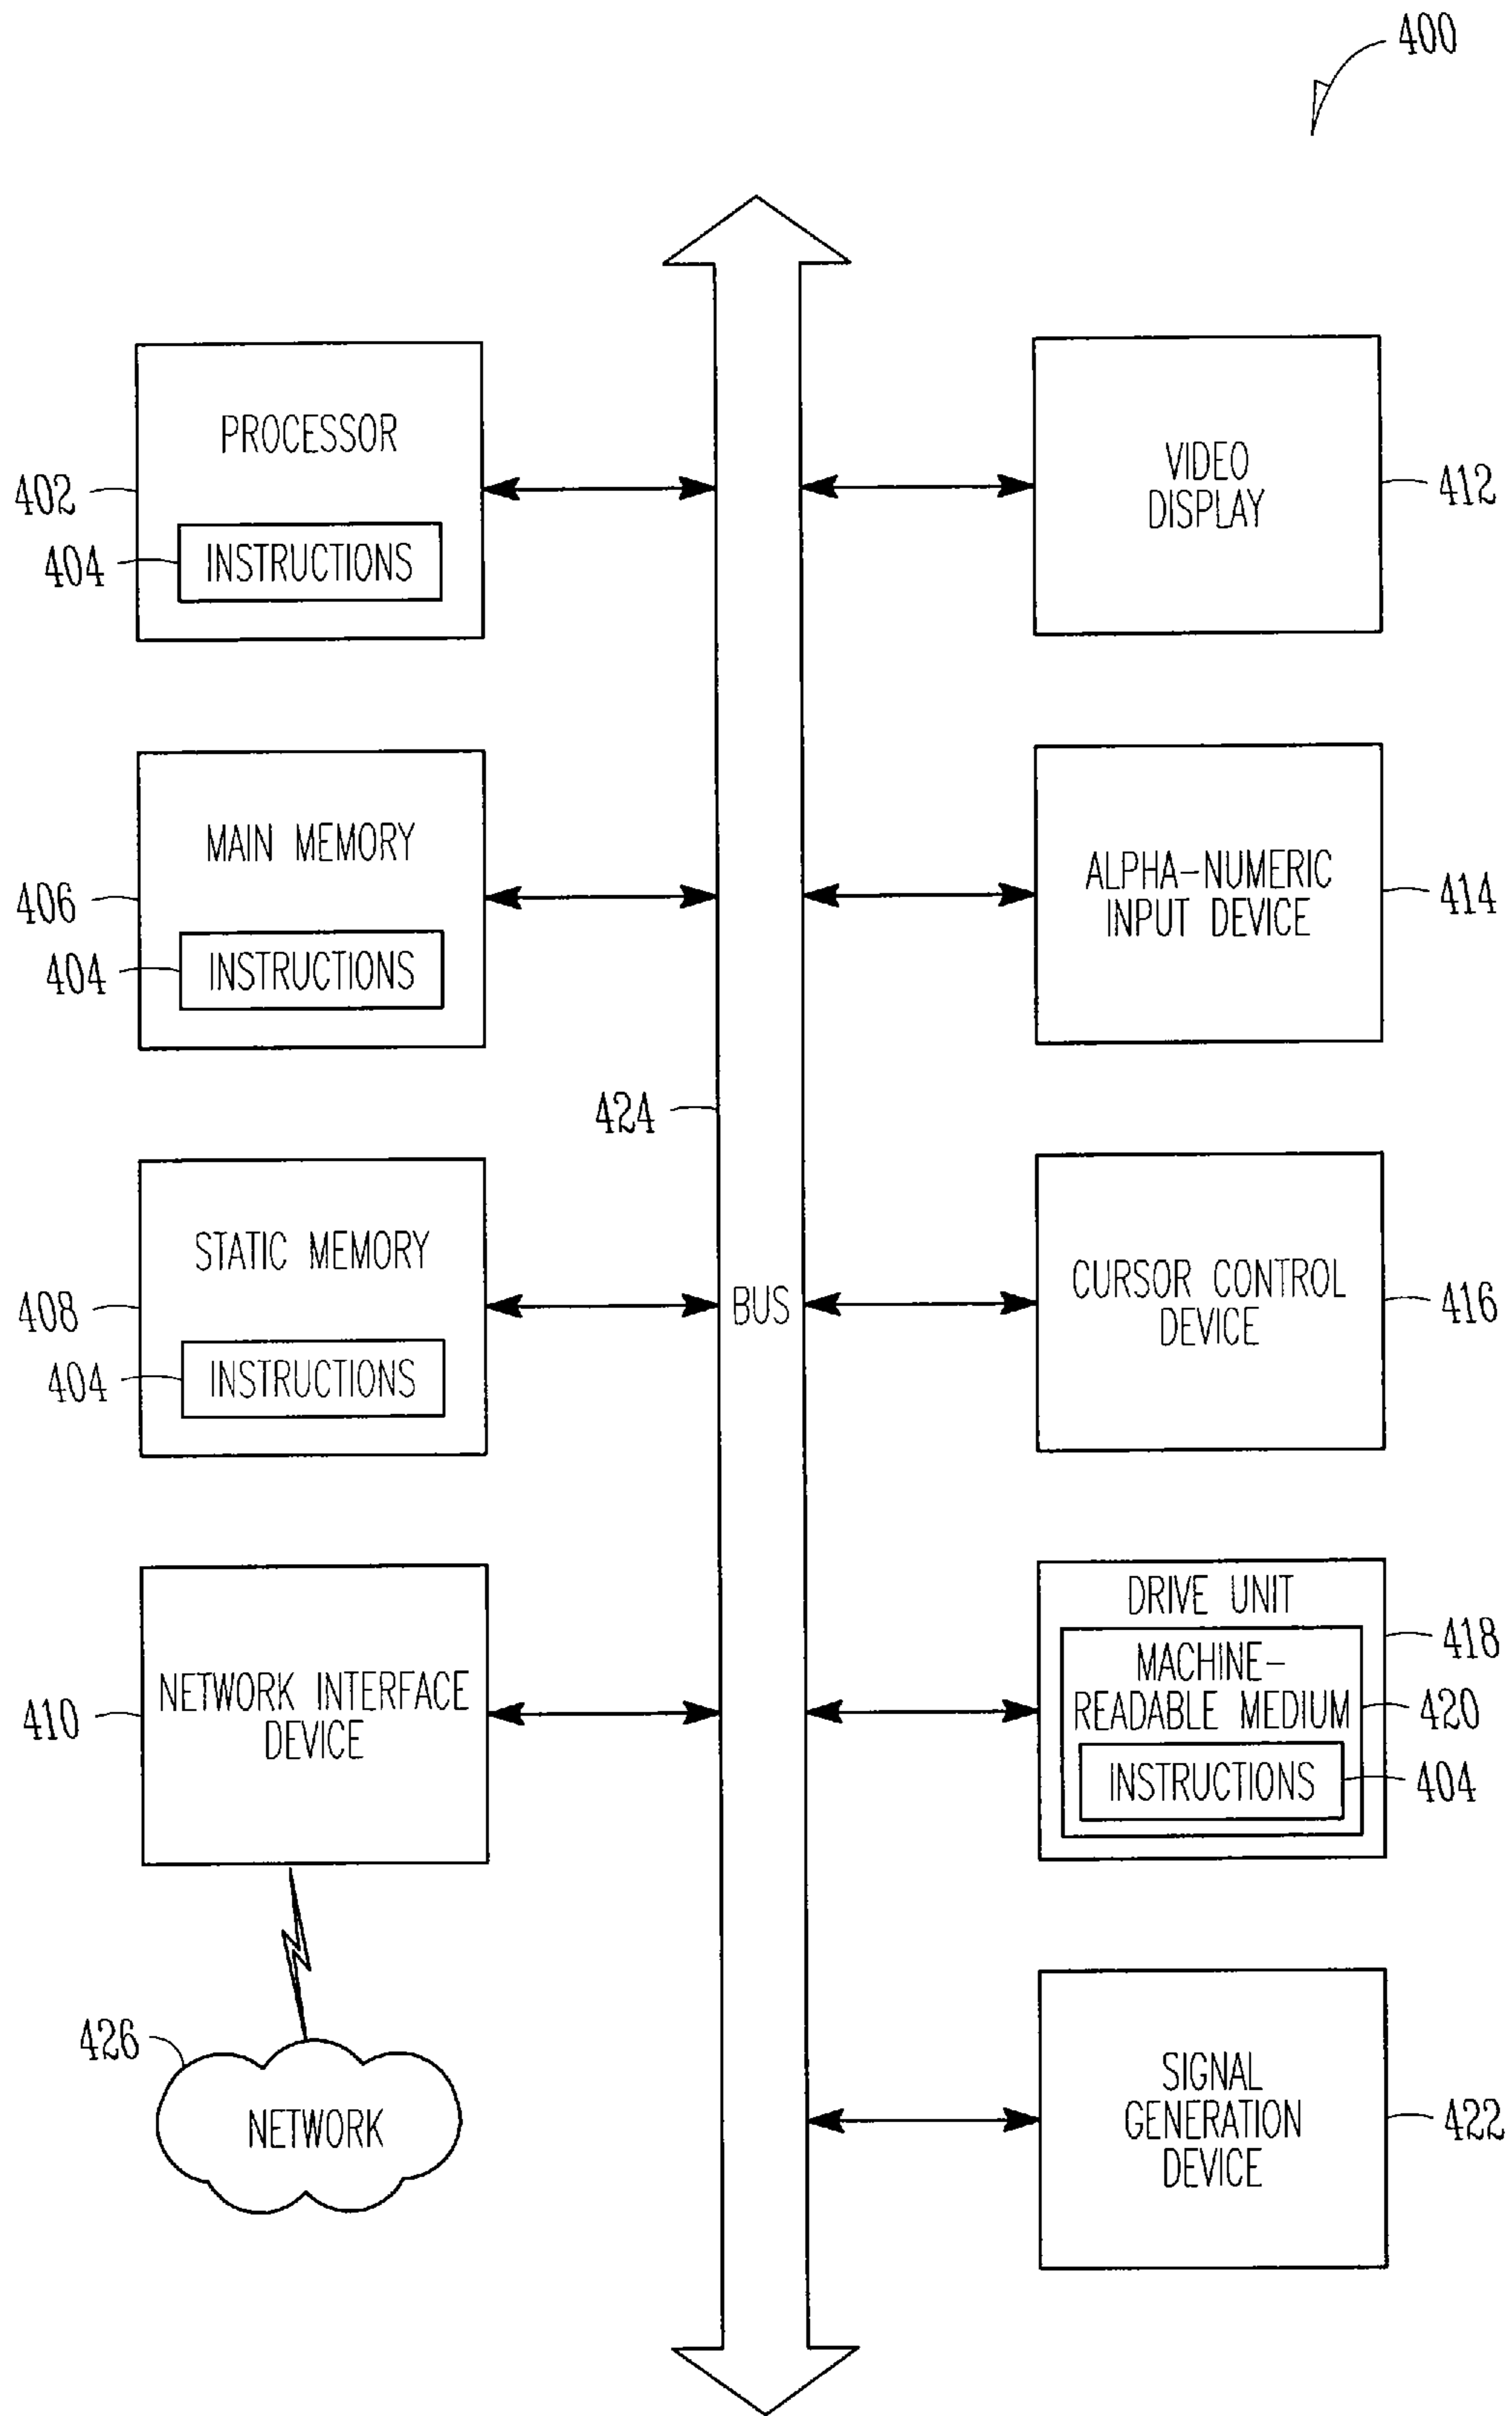 400
PROCESSOR
402
404
INSTRUCTIONS
MAIN MEMORY
406
404
INSTRUCTIONS
424
STATIC MEMORY
408
404
INSTRUCTIONS
NETWORK INTERFACE
DEVICE
410
426
NETWORK
BUS
VIDEO
DISPLAY
412
ALPHA-NUMERIC
INPUT DEVICE
414
CURSOR CONTROL
DEVICE
416
DRIVE UNIT
418
MACHINE-
READABLE MEDIUM
420
INSTRUCTIONS
404
SIGNAL
GENERATION
DEVICE
422